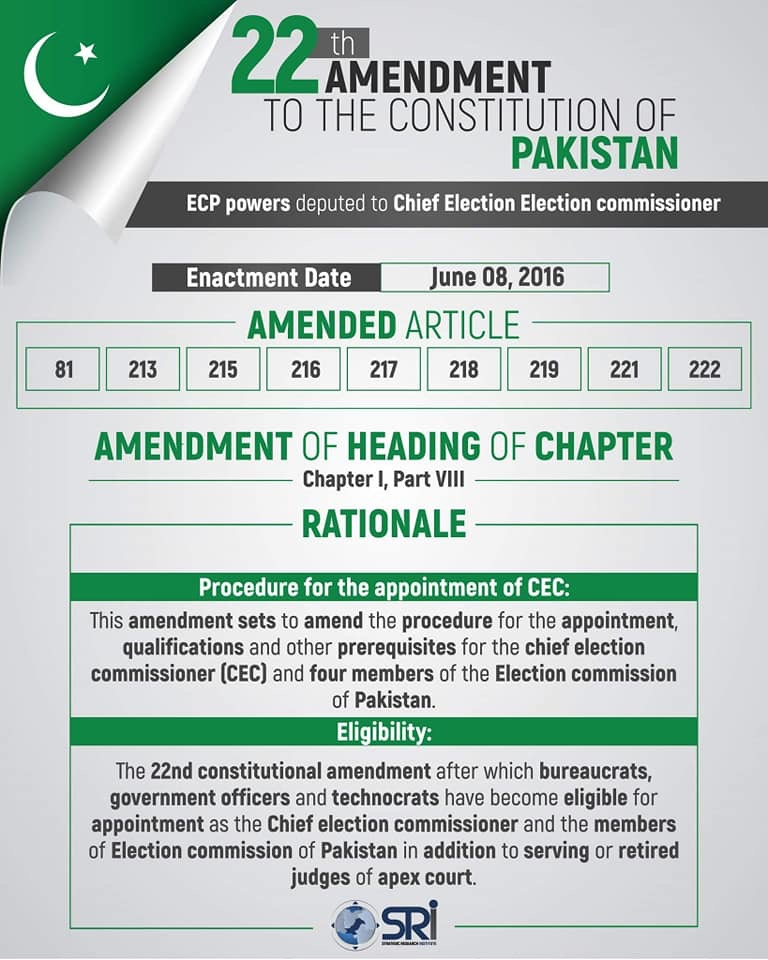 22th
AMENDMENT
TO THE CONSTITUTION OF
PAKISTAN
ECP powers deputed to Chief Election Election commissioner
Enactment Date June 08, 2016
AMENDED ARTICLE
81 213 215 216 217 218 219 221 222
AMENDMENT OF HEADING OF CHAPTER
Chapter I, Part VIII
RATIONALE
Procedure for the appointment of CEC:
This amendment sets to amend the procedure for the appointment,
qualifications and other prerequisites for the chief election
commissioner (CEC) and four members of the Election commission
of Pakistan.
Eligibility:
The 22nd constitutional amendment after which bureaucrats,
government officers and technocrats have become eligible for
appointment as the Chief election commissioner and the members
of Election commission of Pakistan in addition to serving or retired
judges of apex court.
SRI
STRATEGIC RESEARCH INSTITUTE